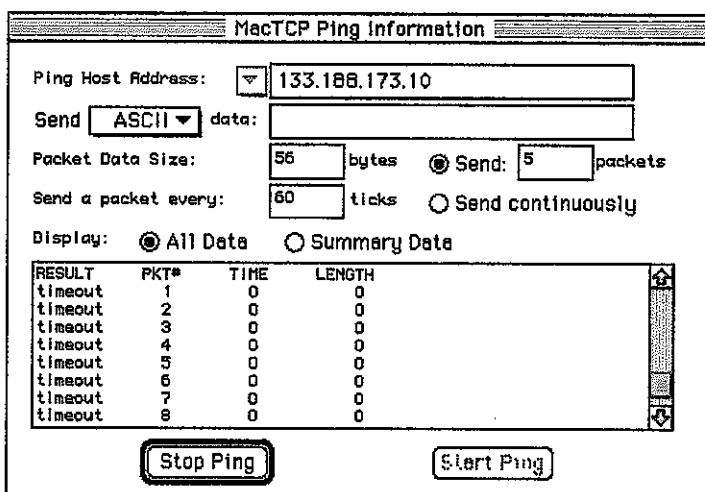 MacTCP Ping Information
Ping Host Address: 133.188.173.10
Send ASCII data:
Packet Data Size: 56 bytes Send: 5 packets
Send a packet every: 60 ticks Send continuously
Display: All Data Summary Data
RESULT PKT# TIME LENGTH
timeout 1 0 0
timeout 2 0 0
timeout 3 0 0
timeout 4 0 0
timeout 5 0 0
timeout 6 0 0
timeout 7 0 0
timeout 8 0 0
Stop Ping Start Ping